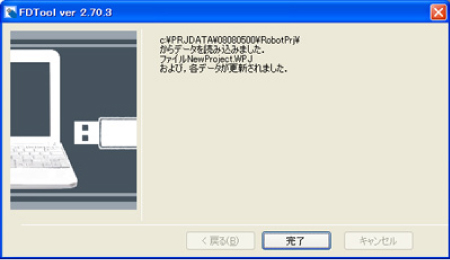 FDTool ver 2.70.3
c:¥PRJDATA¥08080500¥RobotPrj¥
からデータを読み込みました.
ファイルNewProject.WPJ
および, 各データが更新されました.
< 戻る(B)
完了
キャンセル